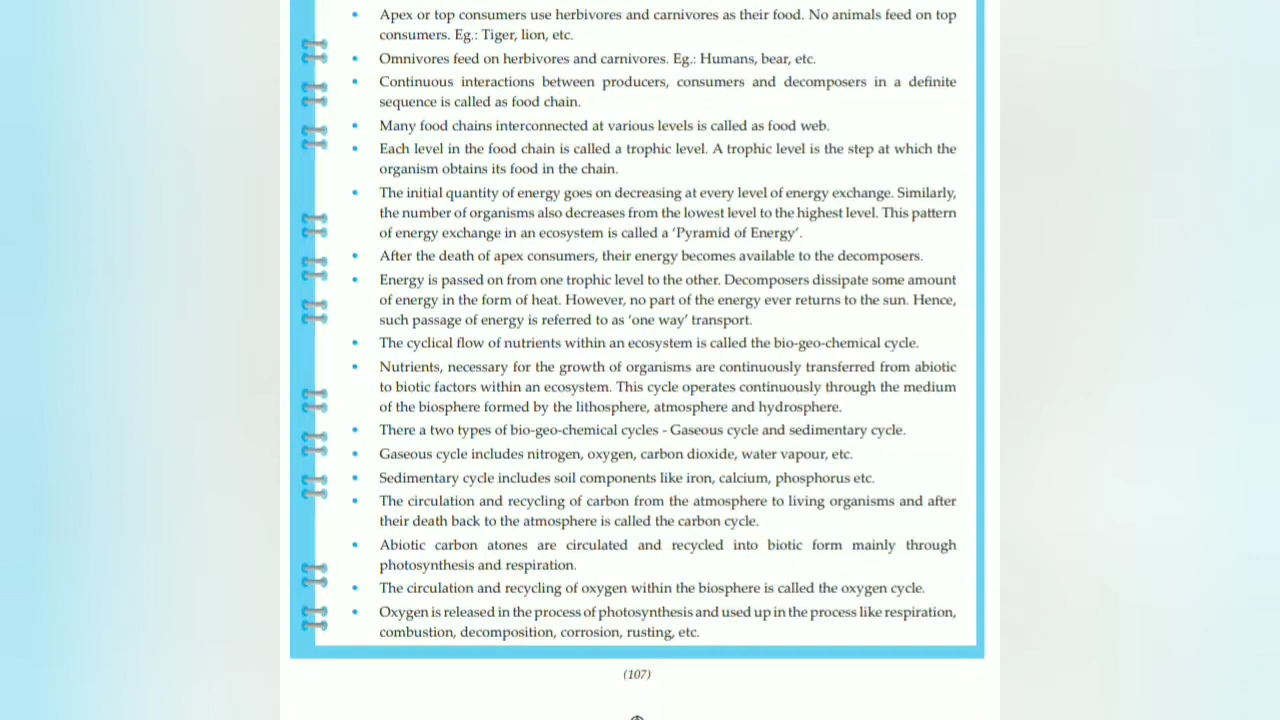 • Apex or top consumers use herbivores and carnivores as their food. No animals feed on top
consumers. Eg.: Tiger, lion, etc.
• Omnivores feed on herbivores and carnivores. Eg.: Humans, bear, etc.
• Continuous interactions between producers, consumers and decomposers in a definite
sequence is called as food chain.
• Many food chains interconnected at various levels is called as food web.
• Each level in the food chain is called a trophic level. A trophic level is the step at which the
organism obtains its food in the chain.
• The initial quantity of energy goes on decreasing at every level of energy exchange. Similarly,
the number of organisms also decreases from the lowest level to the highest level. This pattern
of energy exchange in an ecosystem is called a ‘Pyramid of Energy’.
• After the death of apex consumers, their energy becomes available to the decomposers.
• Energy is passed on from one trophic level to the other. Decomposers dissipate some amount
of energy in the form of heat. However, no part of the energy ever returns to the sun. Hence,
such passage of energy is referred to as ‘one way’ transport.
• The cyclical flow of nutrients within an ecosystem is called the bio-geo-chemical cycle.
• Nutrients, necessary for the growth of organisms are continuously transferred from abiotic
to biotic factors within an ecosystem. This cycle operates continuously through the medium
of the biosphere formed by the lithosphere, atmosphere and hydrosphere.
• There a two types of bio-geo-chemical cycles - Gaseous cycle and sedimentary cycle.
• Gaseous cycle includes nitrogen, oxygen, carbon dioxide, water vapour, etc.
• Sedimentary cycle includes soil components like iron, calcium, phosphorus etc.
• The circulation and recycling of carbon from the atmosphere to living organisms and after
their death back to the atmosphere is called the carbon cycle.
• Abiotic carbon atones are circulated and recycled into biotic form mainly through
photosynthesis and respiration.
• The circulation and recycling of oxygen within the biosphere is called the oxygen cycle.
• Oxygen is released in the process of photosynthesis and used up in the process like respiration,
combustion, decomposition, corrosion, rusting, etc.
(107)